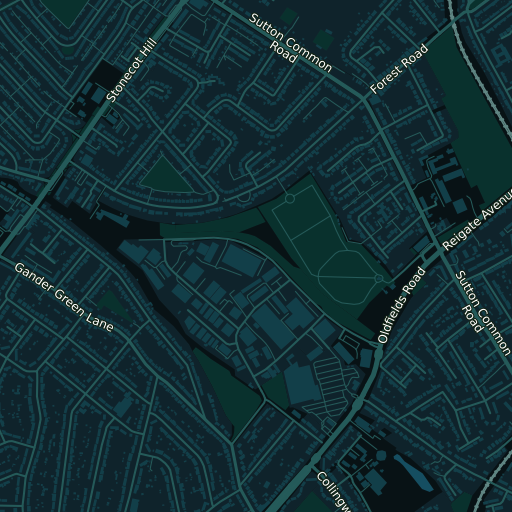 Sutton Common
Road
Stonecot Hill
Forest Road
Reigate Avenue
Gander Green Lane
Oldfields Road
Sutton Common
Road